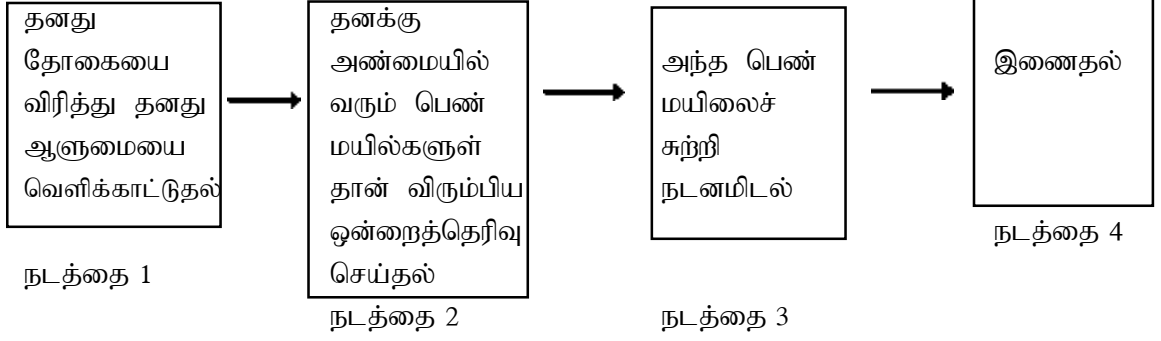 தனது
தோகையை
விரித்து தனது
ஆளுமையை
வெளிக்காட்டுதல்
நடத்தை 1
தனக்கு
அண்மையில்
வரும் பெண்
மயில்களுள்
தான் விரும்பிய
ஒன்றைத்தெரிவு
செய்தல்
நடத்தை 2
அந்த பெண்
மயிலைச்
சுற்றி
நடனமிடல்
நடத்தை 3
இணைதல்
நடத்தை 4